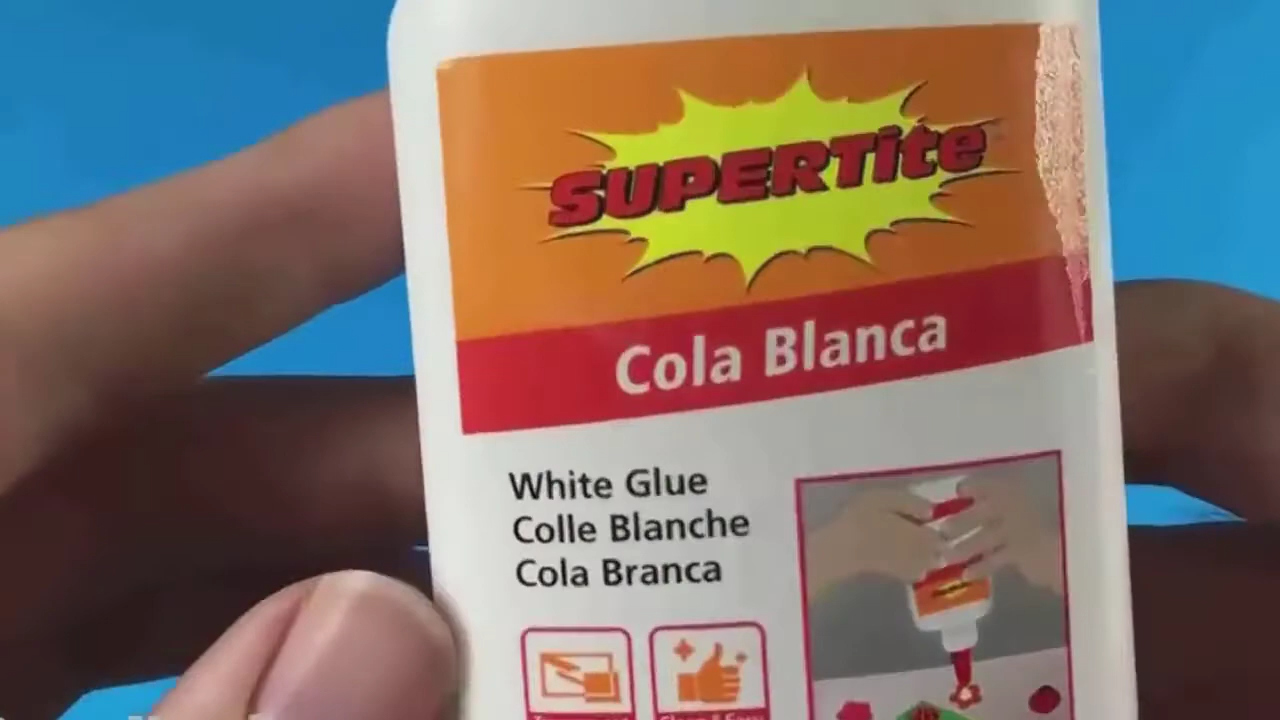 SUPERTite
Cola Blanca
White Glue
Colle Blanche
Cola Branca